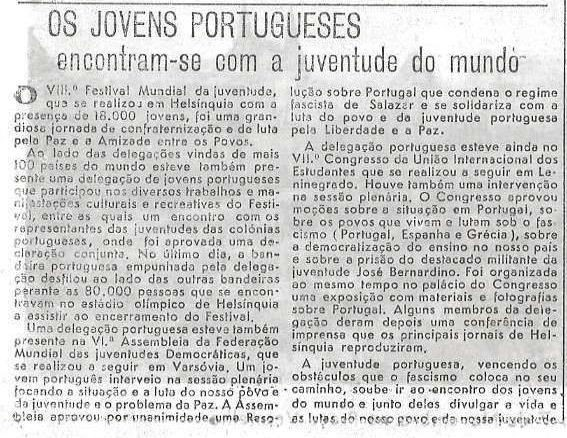 OS JOVENS PORTUGUESES
encontram-se com a juventude do mundo
O VIII.º Festival Mundial da juventude,
que se realizou em Helsínquia com a
presença de 18.000 jovens, foi uma gran-
diosa jornada de confraternização e de luta
pela Paz e a Amizade entre os Povos.
Ao lado das delegações vindas de mais
100 países do mundo esteve também pre-
sente uma delegação de jovens portugueses
que participou nos diversos trabalhos e ma-
nifestações culturais e recreativas do Festi-
val, entre as quais um encontro com os
representantes das juventudes das colónias
portuguesas, onde foi aprovada uma de-
claração conjunta. No último dia, a ban-
deira portuguesa empunhada pela delega-
ção desfilou ao lado das outras bandeiras
perante as 80,000 pessoas que se encon-
travam no estádio olímpico de Helsínquia
a assistir ao encerramento do Festival.
Uma delegação portuguesa esteve também
presente na VI.ª Assembleia da Federação
Mundial das juventudes Democráticas, que
se realizou a seguir em Varsóvia. Um jo-
vem português interveio na sessão plenária
focando a situação e a luta do nosso povo e
da juventude e o problema da Paz. A Assem-
bleia aprovou por unanimidade uma Reso-
lução sobre Portugal que condena o regime
fascista de Salazar e se solidariza com a
luta do povo e da juventude portuguesa
pela Liberdade e a Paz.
A delegação portuguesa esteve ainda no
VII.º Congresso da União Internacional dos
Estudantes que se realizou a seguir em Le-
ninegrado. Houve também uma intervenção
na sessão plenária. O Congresso aprovou
moções sobre a situação em Portugal, so-
bre os povos que vivem e lutam sob o fas-
cismo (Portugal, Espanha e Grécia), sobre
a democratização do ensino no nosso país
e sobre a prisão do destacado militante da
juventude José Bernardino. Foi organizada
ao mesmo tempo no palácio do Congresso
uma exposição com materiais e fotografias
sobre Portugal. Alguns membros da dele-
gação deram depois uma conferência de
imprensa que os principais jornais de Hel-
sínquia reproduziram.
A juventude portuguesa, vencendo os
obstáculos que o fascismo coloca no seu
caminho, soube ir ao encontro dos jovens
do mundo e junto deles divulgar a vida e
as lutas do nosso povo e da nossa juventude